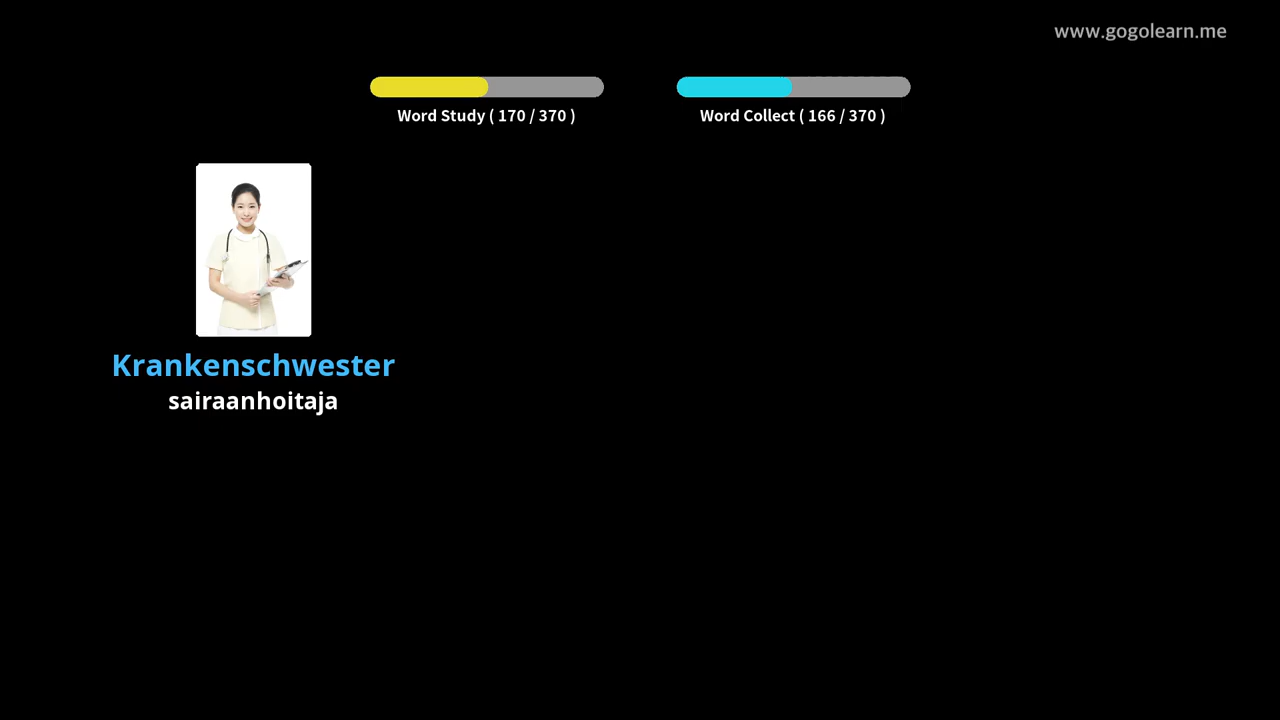 www.gogolearn.me
Word Study ( 170 / 370 )
Word Collect ( 166 / 370 )
Krankenschwester
sairaanhoitaja